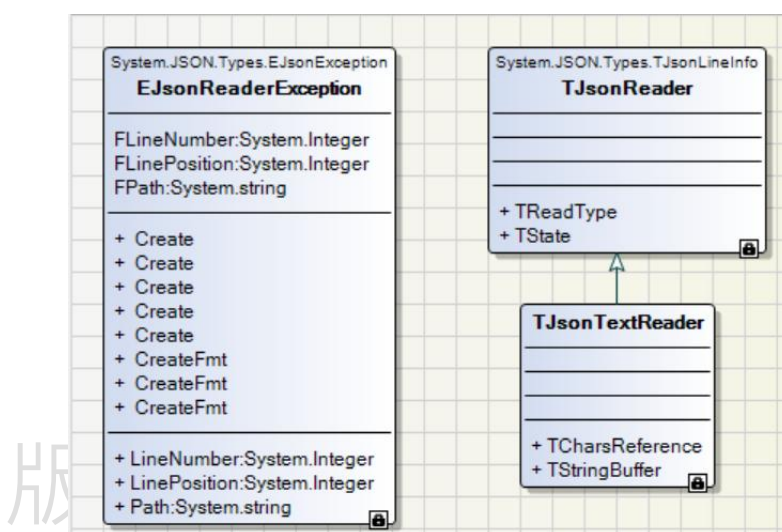 System.JSON.Types.EJsonException
EJsonReaderException
FLineNumber:System.Integer
FLinePosition:System.Integer
FPath:System.string
+ Create
+ Create
+ Create
+ Create
+ Create
+ CreateFmt
+ CreateFmt
+ CreateFmt
+ LineNumber:System.Integer
+ LinePosition:System.Integer
+ Path:System.string
System.JSON.Types.TJsonLineInfo
TJsonReader
+ TReadType
+ TState
TJsonTextReader
+ TCharsReference
+ TStringBuffer
版